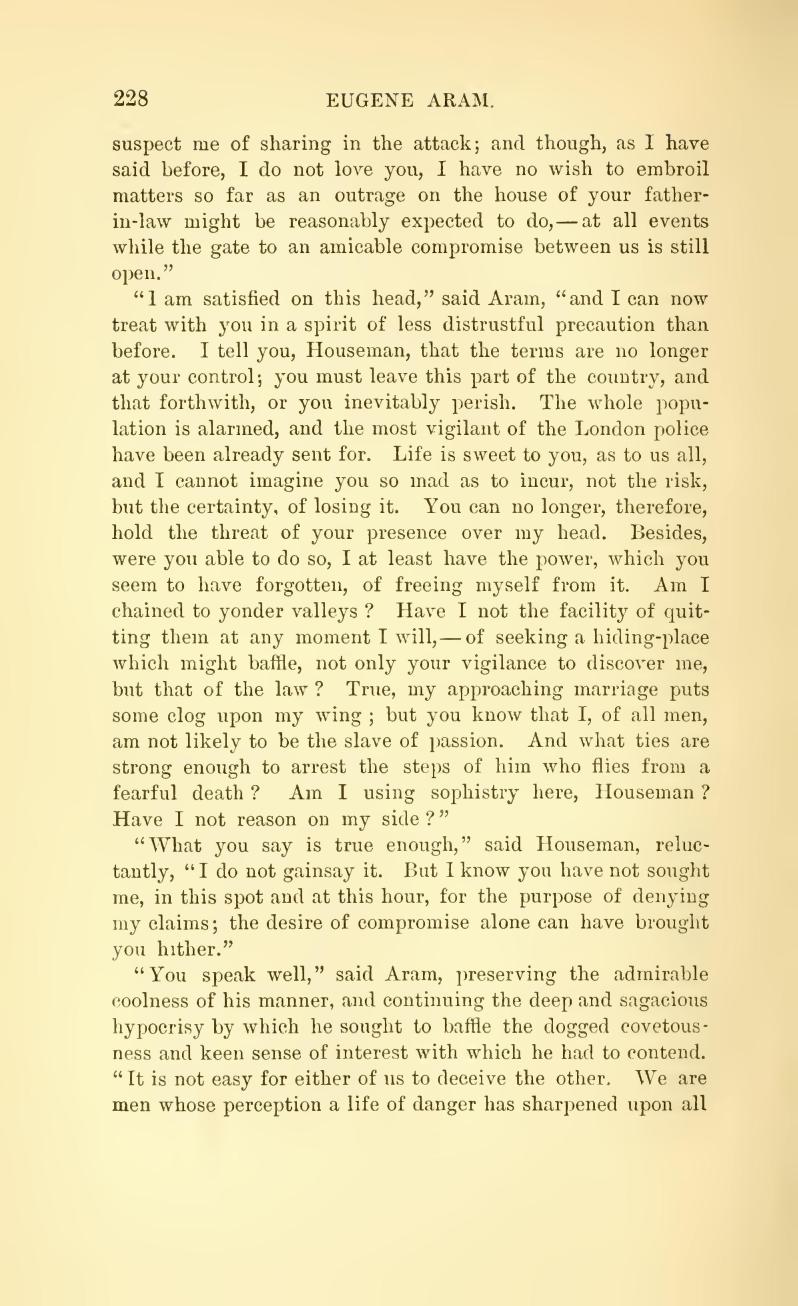 228 EUGENE ARAM.
suspect me of sharing in the attack; and though, as I have
said before, I do not love you, I have no wish to embroil
matters so far as an outrage on the house of your father-
in-law might be reasonably expected to do,—at all events
while the gate to an amicable compromise between us is still
open."
"I am satisfied on this head," said Aram, "and I can now
treat with you in a spirit of less distrustful precaution than
before. I tell you, Houseman, that the terms are no longer
at your control; you must leave this part of the country, and
that forthwith, or you inevitably perish. The whole popu-
lation is alarmed, and the most vigilant of the London police
have been already sent for. Life is sweet to you, as to us all,
and I cannot imagine you so mad as to incur, not the risk,
but the certainty, of losing it. You can no longer, therefore,
hold the threat of your presence over my head. Besides,
were you able to do so, I at least have the power, which you
seem to have forgotten, of freeing myself from it. Am I
chained to yonder valleys ? Have I not the facility of quit-
ting them at any moment I will,—of seeking a hiding-place
which might baffle, not only your vigilance to discover me,
but that of the law ? True, my approaching marriage puts
some clog upon my wing ; but you know that I, of all men,
am not likely to be the slave of passion. And what ties are
strong enough to arrest the steps of him who flies from a
fearful death ? Am I using sophistry here, Houseman ?
Have I not reason on my side ?"
"What you say is true enough," said Houseman, reluc-
tantly, "I do not gainsay it. But I know you have not sought
me, in this spot and at this hour, for the purpose of denying
my claims; the desire of compromise alone can have brought
you hither."
"You speak well," said Aram, preserving the admirable
coolness of his manner, and continuing the deep and sagacious
hypocrisy by which he sought to baffle the dogged covetous-
ness and keen sense of interest with which he had to contend.
"It is not easy for either of us to deceive the other. We are
men whose perception a life of danger has sharpened upon all